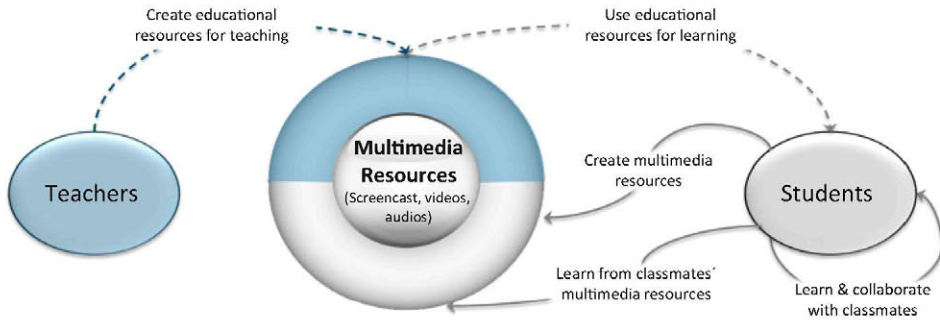 Create educational
resources for teaching
Use educational
resources for learning
Teachers
Multimedia
Resources
(Screencast, videos,
audios)
Create multimedia
resources
Students
Learn from classmates´
multimedia resources
Learn & collaborate
with classmates